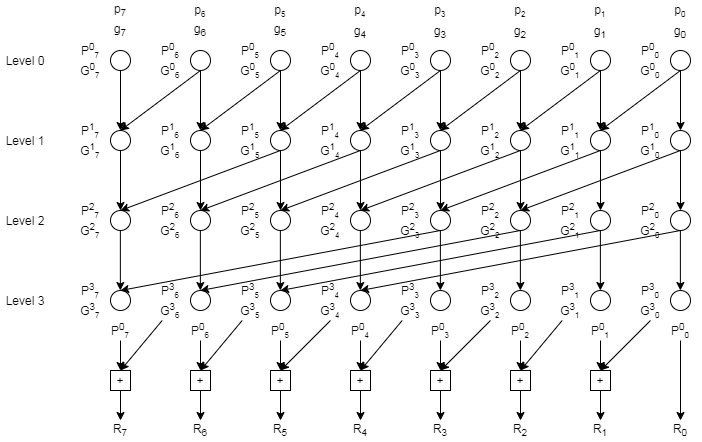 p7 p6 p5 p4 p3 p2 p1 p0
g7 g6 g5 g4 g3 g2 g1 g0
P⁰7 P⁰6 P⁰5 P⁰4 P⁰3 P⁰2 P⁰1 P⁰0
Level 0
G⁰7 G⁰6 G⁰5 G⁰4 G⁰3 G⁰2 G⁰1 G⁰0
P¹7 P¹6 P¹5 P¹4 P¹3 P¹2 P¹1 P¹0
Level 1
G¹7 G¹6 G¹5 G¹4 G¹3 G¹2 G¹1 G¹0
P²7 P²6 P²5 P²4 P²3 P²2 P²1 P²0
Level 2
G²7 G²6 G²5 G²4 G²3 G²2 G²1 G²0
P³7 P³6 P³5 P³4 P³3 P³2 P³1 P³0
Level 3
G³7 G³6 G³5 G³4 G³3 G³2 G³1 G³0
P⁰7 P⁰6 P⁰5 P⁰4 P⁰3 P⁰2 P⁰1 P⁰0
+ + + + + + +
R7 R6 R5 R4 R3 R2 R1 R0